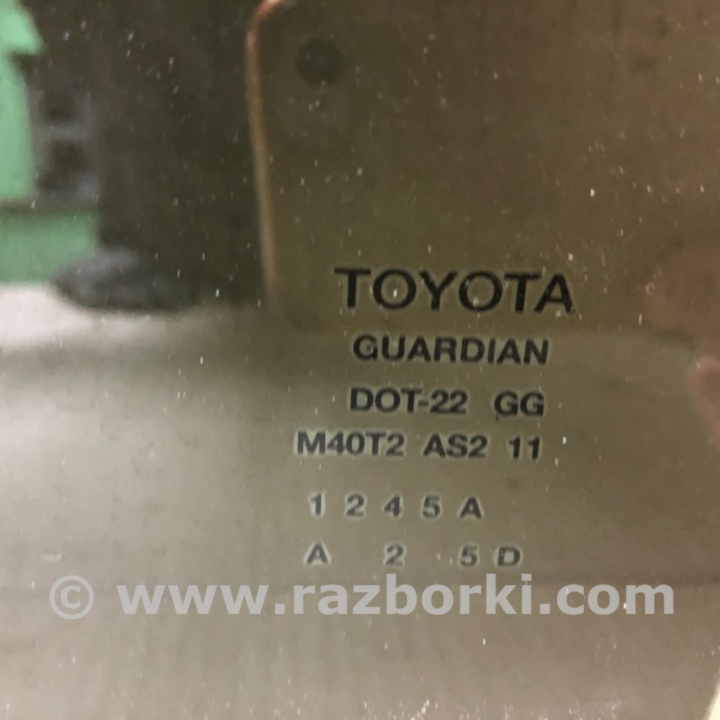 TOYOTA
GUARDIAN
DOT-22 GG
M40T2 AS2 11
1 2 4 5 A
A 2 5 D
© www.razborki.com